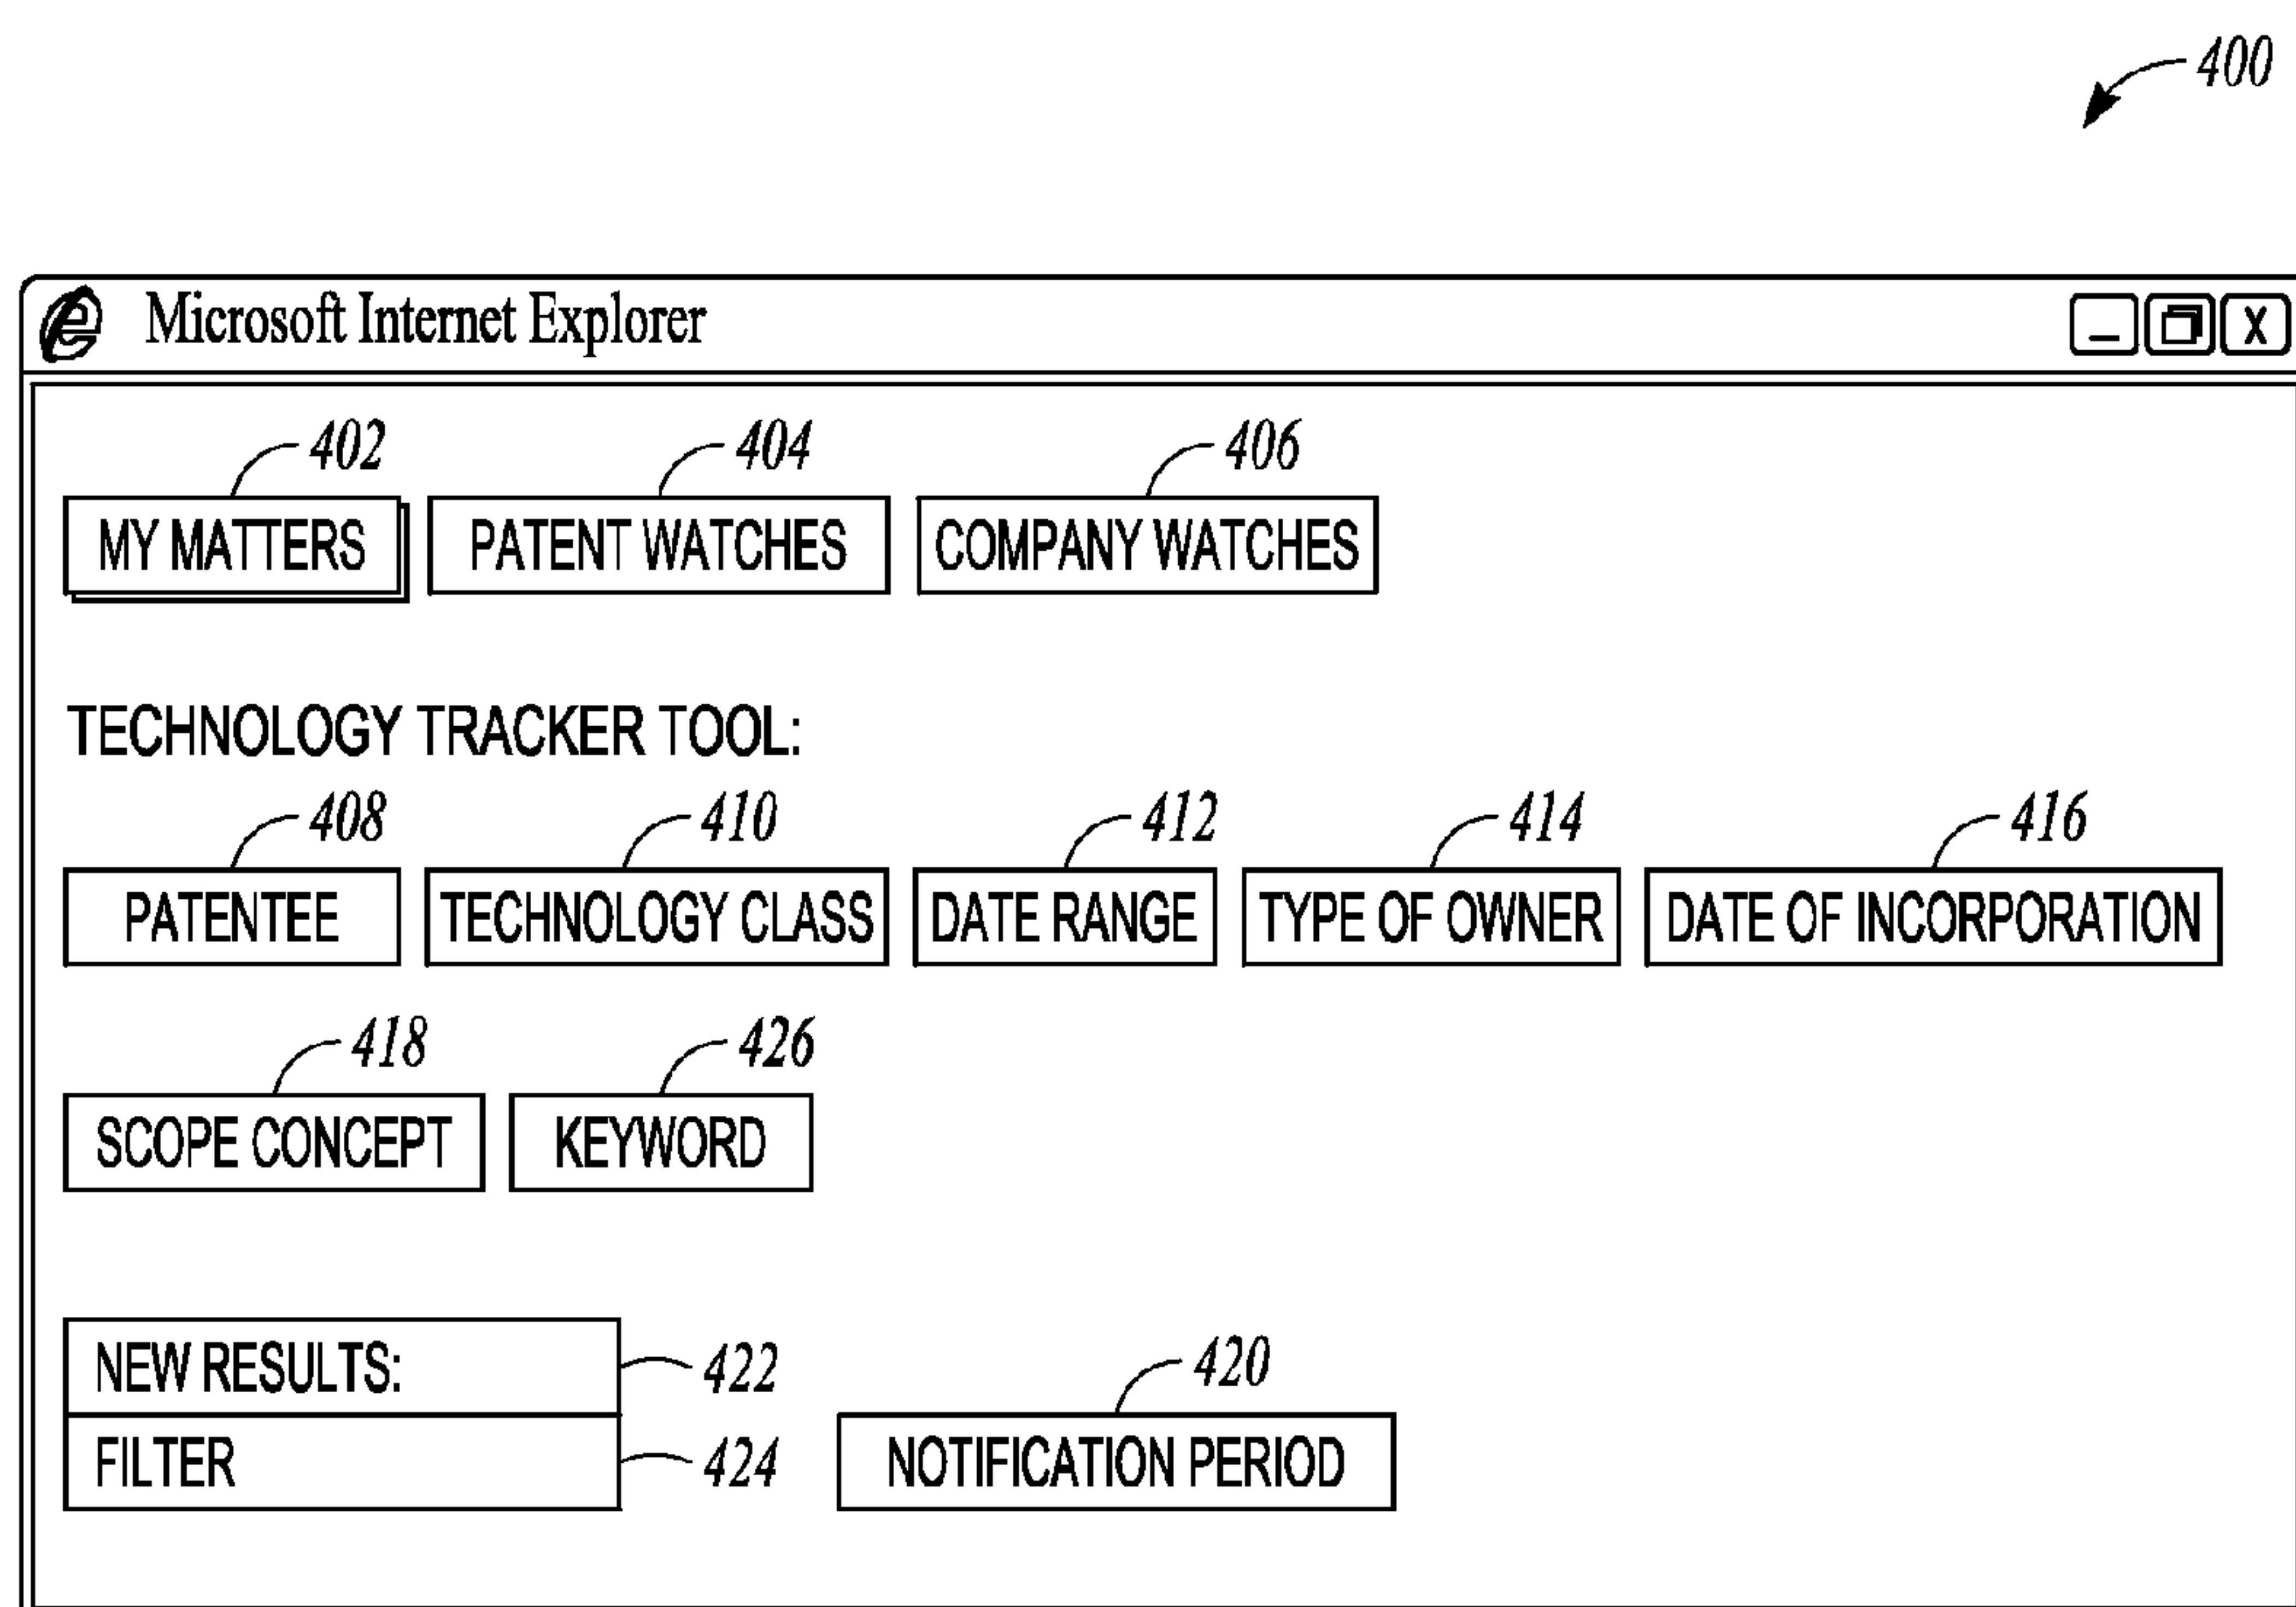 400
Microsoft Internet Explorer
402 404 406
MY MATTERS PATENT WATCHES COMPANY WATCHES
TECHNOLOGY TRACKER TOOL:
408 410 412 414 416
PATENTEE TECHNOLOGY CLASS DATE RANGE TYPE OF OWNER DATE OF INCORPORATION
418 426
SCOPE CONCEPT KEYWORD
NEW RESULTS: 422 420
FILTER 424 NOTIFICATION PERIOD